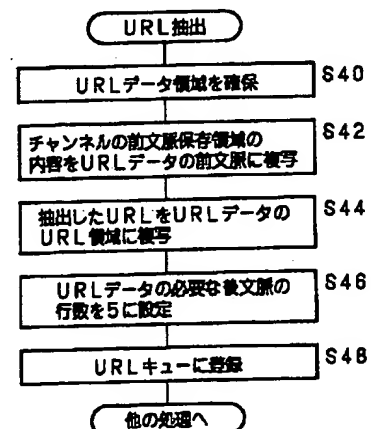 URL抽出
URLデータ領域を確保
S40
チャンネルの前文脈保存領域の
内容をURLデータの前文脈に複写
S42
抽出したURLをURLデータの
URL領域に複写
S44
URLデータの必要な後文脈の
行数を5に設定
S46
URLキューに登録
S48
他の処理へ